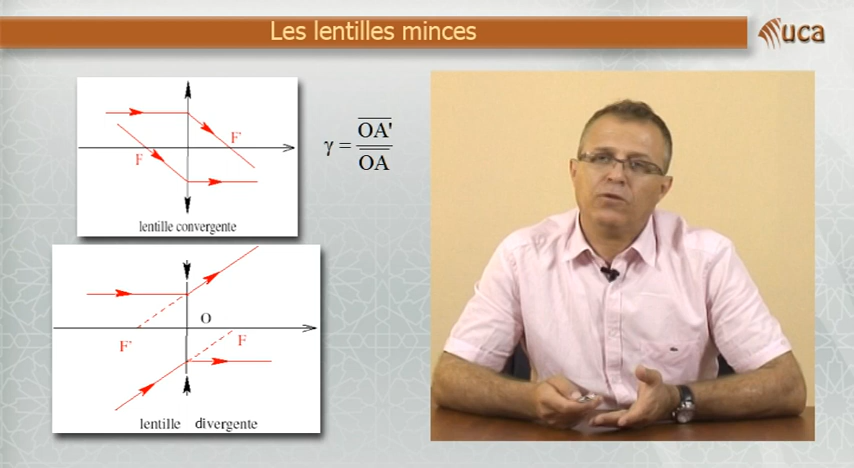 Les lentilles minces
uca
F'
F
lentille convergente
γ = OA' / OA
O
F'
F
lentille divergente